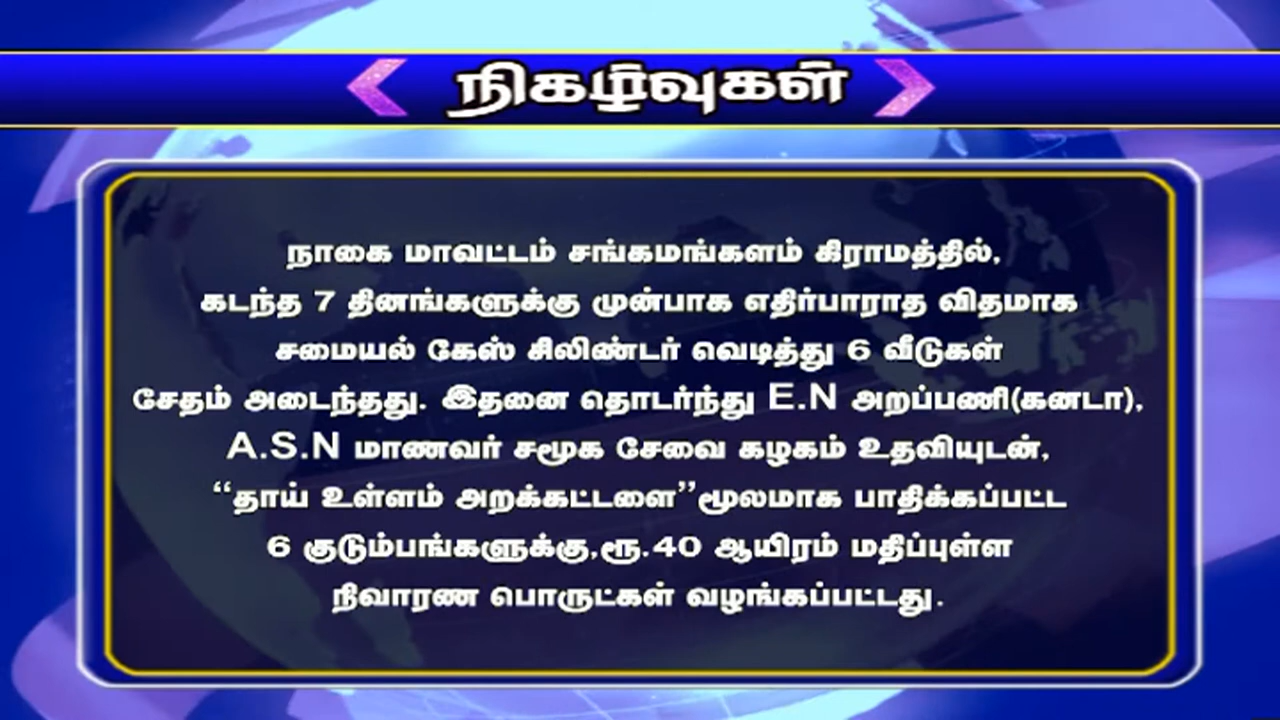 நிகழ்வுகள்
நாகை மாவட்டம் சங்கமங்களம் கிராமத்தில்,
கடந்த 7 தினங்களுக்கு முன்பாக எதிர்பாராத விதமாக
சமையல் கேஸ் சிலிண்டர் வெடித்து 6 வீடுகள்
சேதம் அடைந்தது. இதனை தொடர்ந்து E.N அறப்பணி(கனடா),
A.S.N மாணவர் சமூக சேவை கழகம் உதவியுடன்,
“தாய் உள்ளம் அறக்கட்டளை”மூலமாக பாதிக்கப்பட்ட
6 குடும்பங்களுக்கு,ரூ.40 ஆயிரம் மதிப்புள்ள
நிவாரண பொருட்கள் வழங்கப்பட்டது.